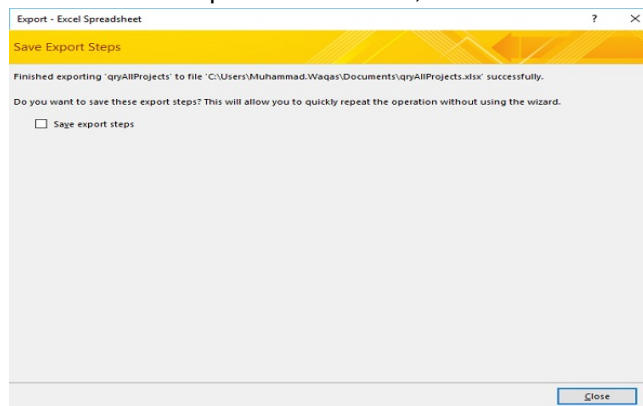 Export - Excel Spreadsheet ? ×
Save Export Steps
Finished exporting 'qryAllProjects' to file 'C:\Users\Muhammad.Waqas\Documents\qryAllProjects.xlsx' successfully.
Do you want to save these export steps? This will allow you to quickly repeat the operation without using the wizard.
Save export steps
Close